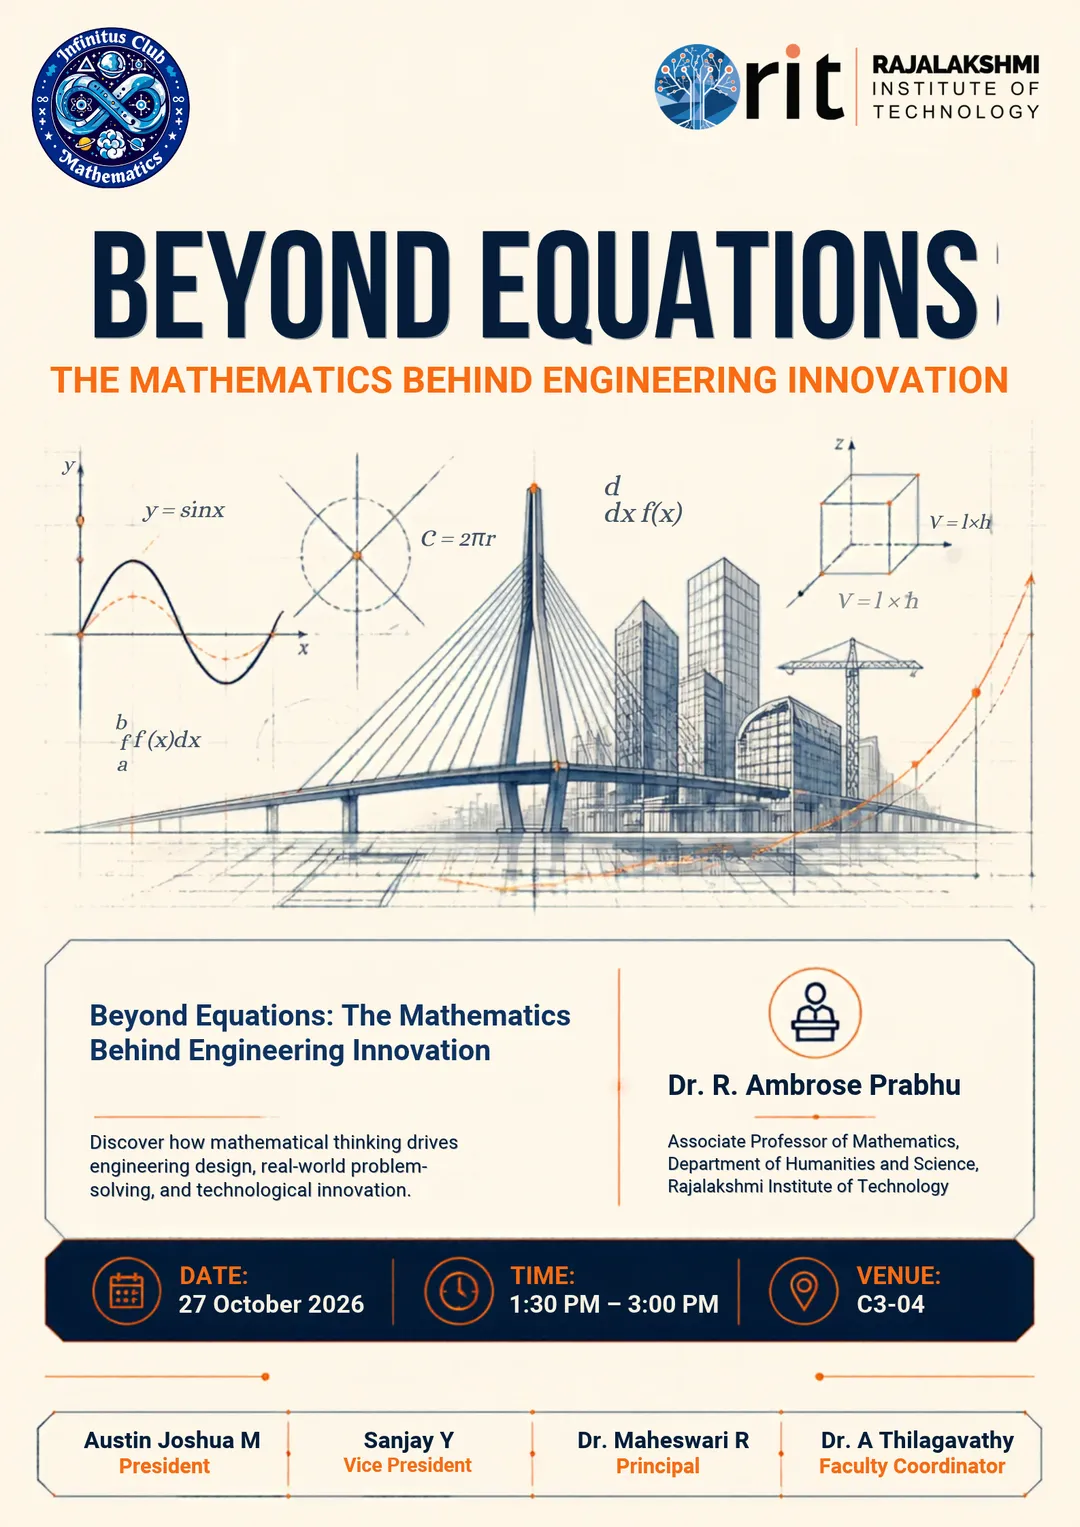 Infinitus Club
Mathematics
rit
RAJALAKSHMI
INSTITUTE OF
TECHNOLOGY
BEYOND EQUATIONS
THE MATHEMATICS BEHIND ENGINEERING INNOVATION
y
y = sinx
x
C = 2πr
d
dx f(x)
z
V = l×h
V = l × h
b
f f (x)dx
a
Beyond Equations: The Mathematics
Behind Engineering Innovation
Discover how mathematical thinking drives
engineering design, real-world problem-
solving, and technological innovation.
Dr. R. Ambrose Prabhu
Associate Professor of Mathematics,
Department of Humanities and Science,
Rajalakshmi Institute of Technology
DATE:
27 October 2026
TIME:
1:30 PM – 3:00 PM
VENUE:
C3-04
Austin Joshua M
President
Sanjay Y
Vice President
Dr. Maheswari R
Principal
Dr. A Thilagavathy
Faculty Coordinator